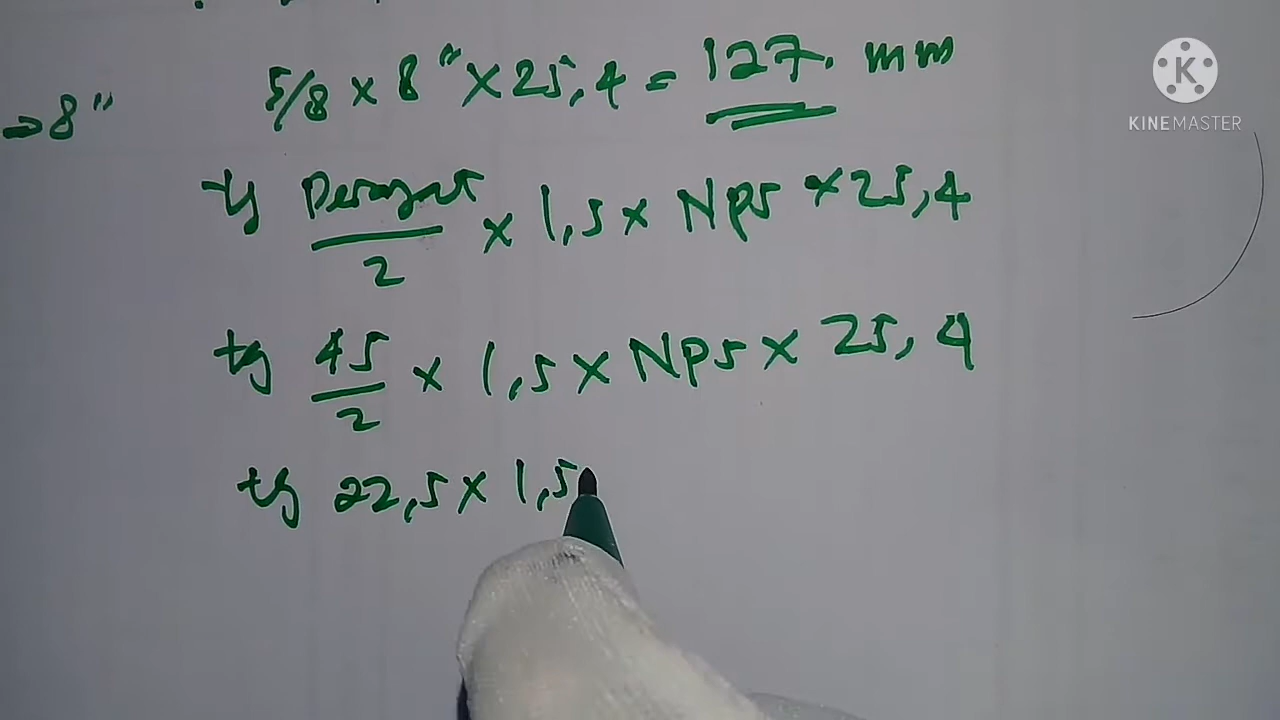 5/8 x 8" x 25,4 = 127. mm
⇒ 8"
tg Derajat/2 x 1,5 x Nps x 25,4
tg 45/2 x 1,5 x Nps x 25,4
tg 22,5 x 1,5
K
KINEMASTER